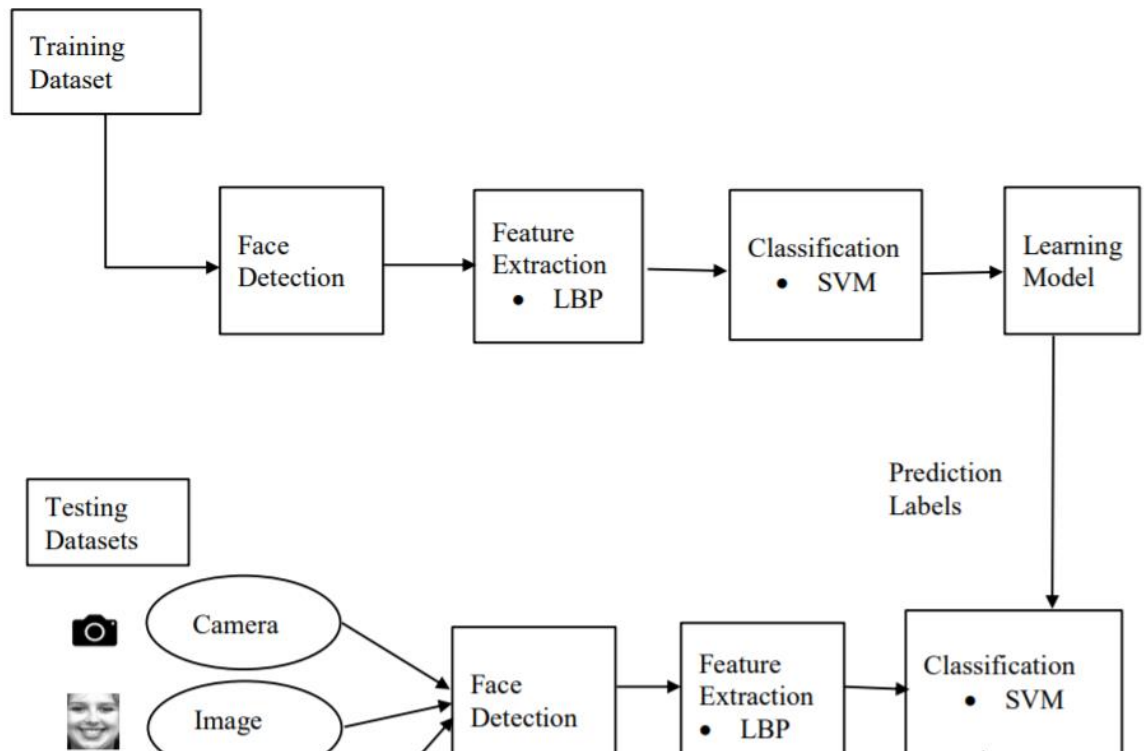 Training
Dataset
Face
Detection
Feature
Extraction
• LBP
Classification
• SVM
Learning
Model
Prediction
Labels
Testing
Datasets
Camera
Image
Face
Detection
Feature
Extraction
• LBP
Classification
• SVM